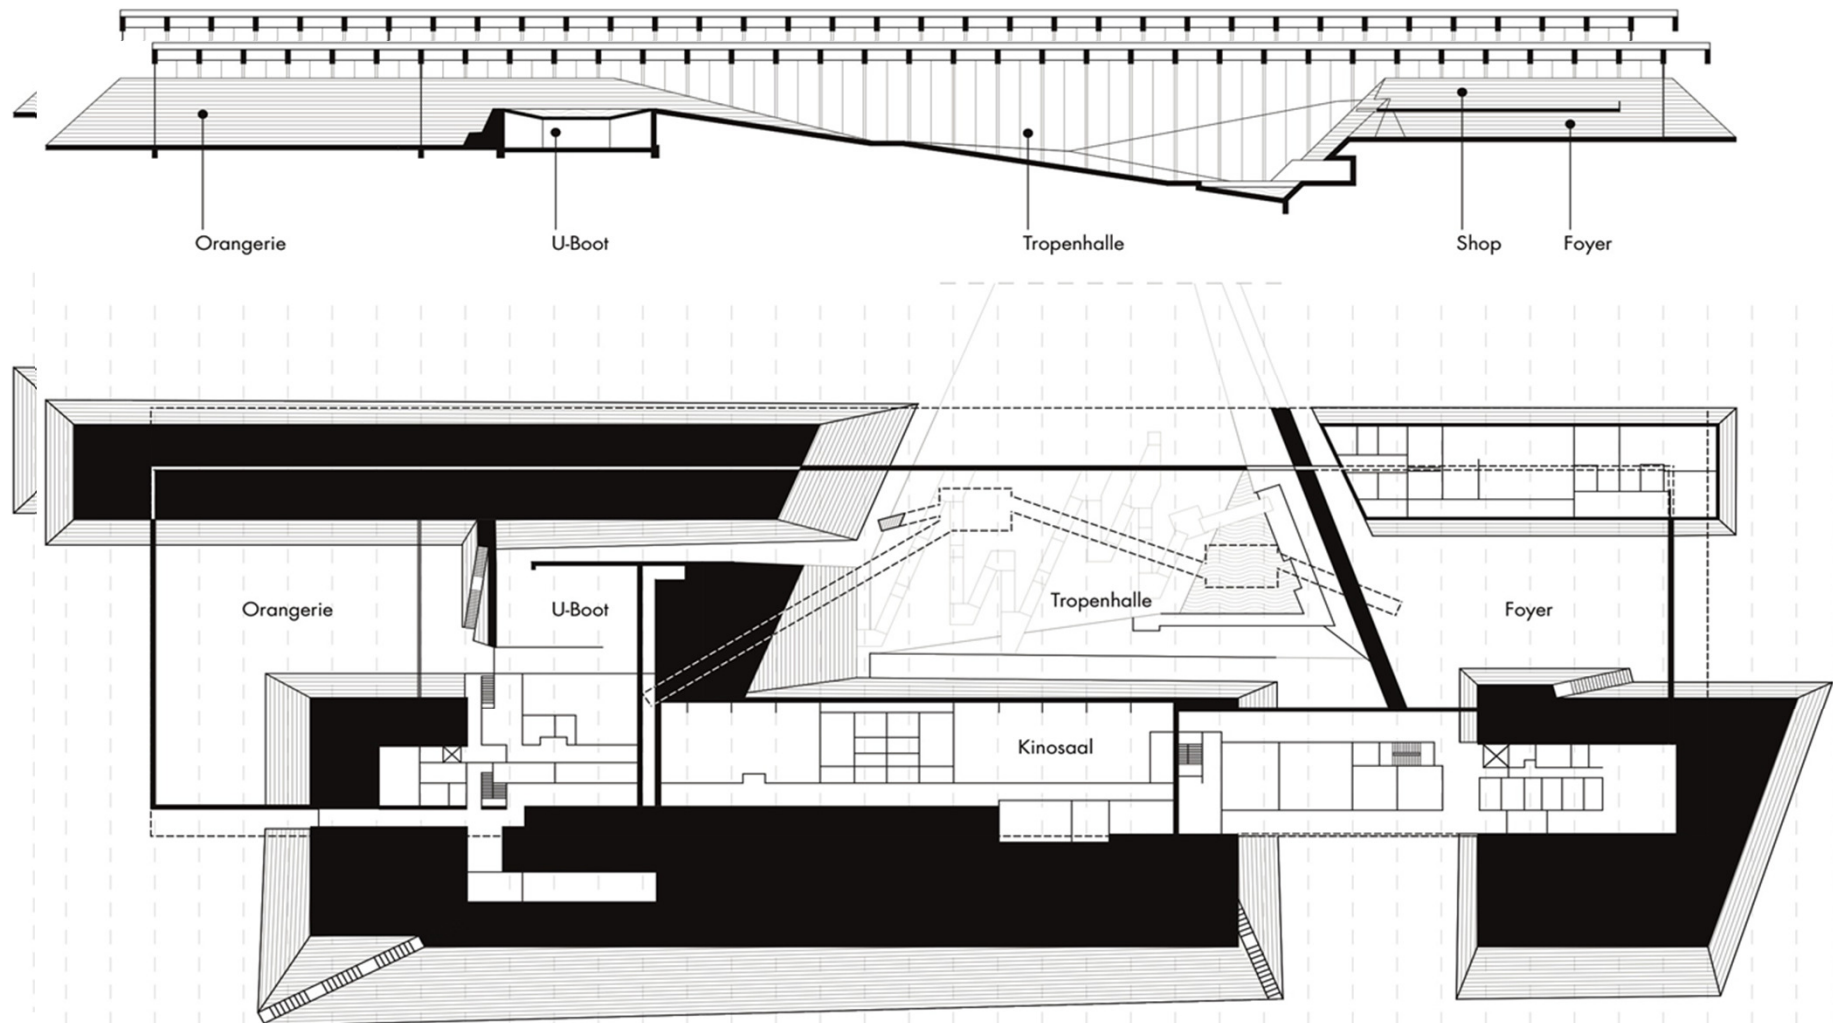 Orangerie
U-Boot
Tropenhalle
Shop
Foyer
Orangerie
U-Boot
Tropenhalle
Foyer
Kinosaal